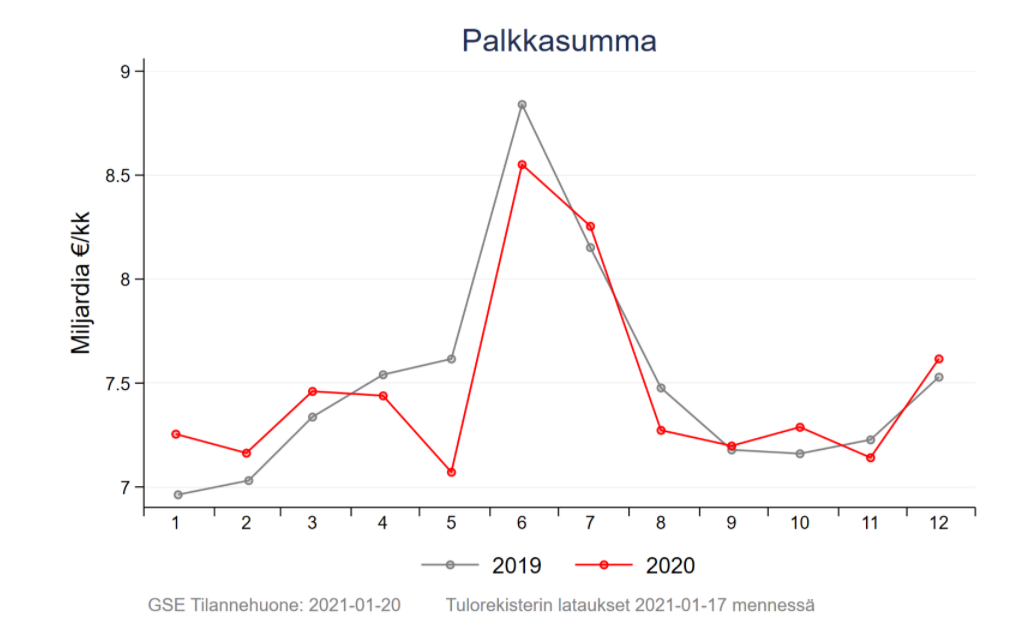 Palkkasumma
Miljardia €/kk
9
8.5
8
7.5
7
1 2 3 4 5 6 7 8 9 10 11 12
2019 2020
GSE Tilannehuone: 2021-01-20 Tulorekisterin lataukset 2021-01-17 mennessä